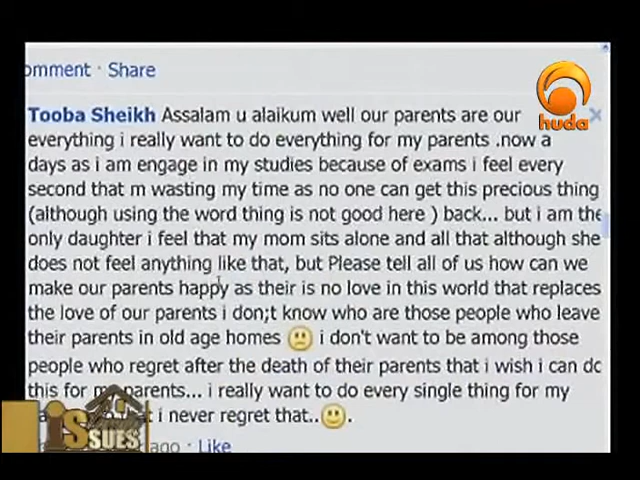 omment · Share
huda
Tooba Sheikh Assalam u alaikum well our parents are our
everything i really want to do everything for my parents .now a
days as i am engage in my studies because of exams i feel every
second that m wasting my time as no one can get this precious thing
(although using the word thing is not good here ) back... but i am the
only daughter i feel that my mom sits alone and all that although she
does not feel anything like that, but Please tell all of us how can we
make our parents happy as their is no love in this world that replaces
the love of our parents i don;t know who are those people who leave
their parents in old age homes i don't want to be among those
people who regret after the death of their parents that i wish i can do
this for my parents... i really want to do every single thing for my
i never regret that..
ago · Like
iSSUES